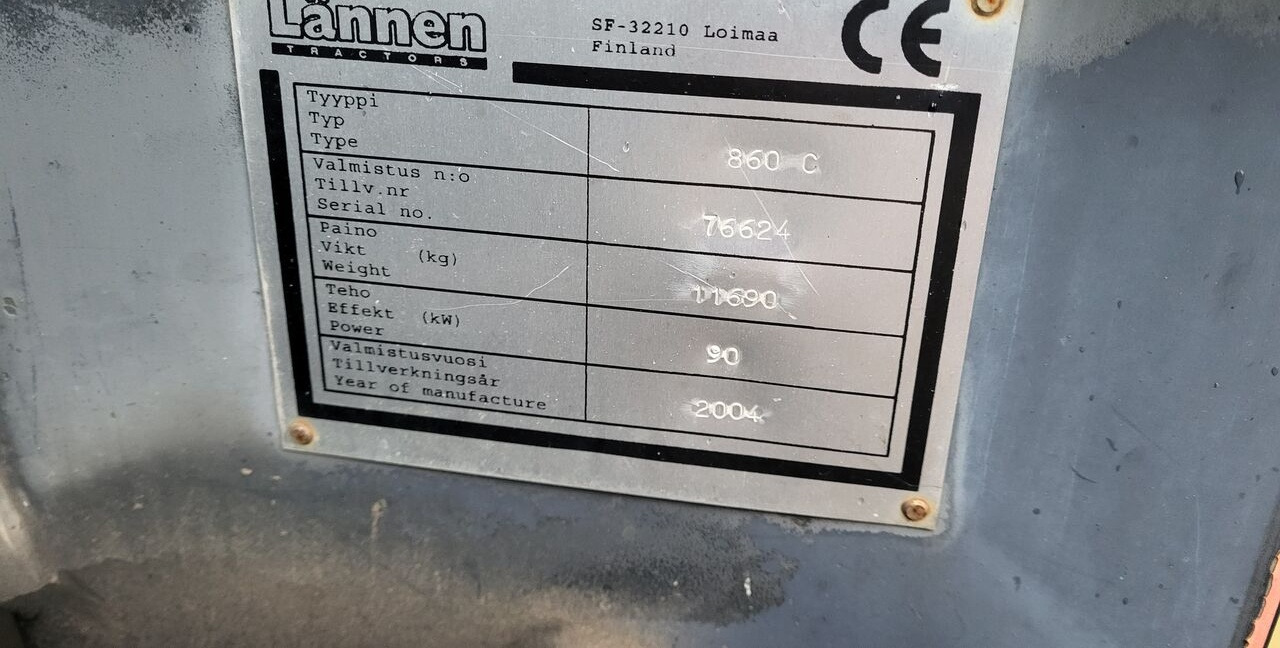 Lännen
TRACTORS
SF-32210 Loimaa
Finland
CE
Tyyppi
Typ
Type
860 C
Valmistus n:o
Tillv.nr
Serial no.
76624
Paino
Vikt (kg)
Weight
11690
Teho
Effekt (kW)
Power
90
Valmistusvuosi
Tillverkningsår
Year of manufacture
2004